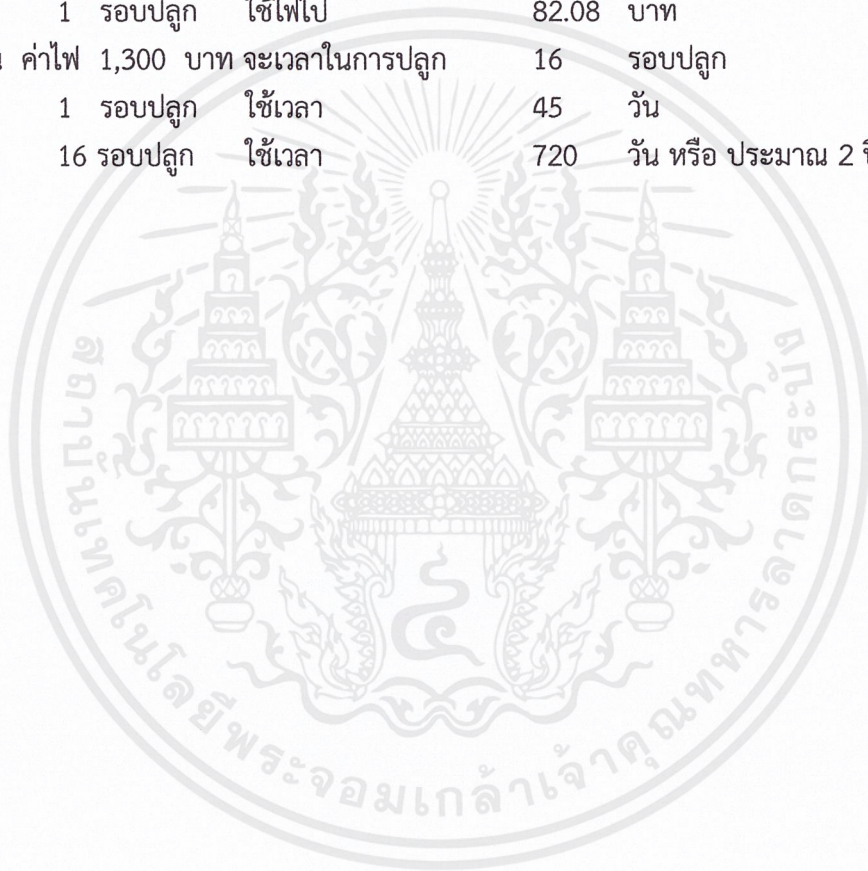 1 รอบปลูก ใช้ไฟไป 82.08 บาท
ค่าไฟ 1,300 บาท จะเวลาในการปลูก 16 รอบปลูก
1 รอบปลูก ใช้เวลา 45 วัน
16 รอบปลูก ใช้เวลา 720 วัน หรือ ประมาณ 2
สถาบันเทคโนโลยีพระจอมเกล้าเจ้าคุณทหารลาดกระบัง
๔